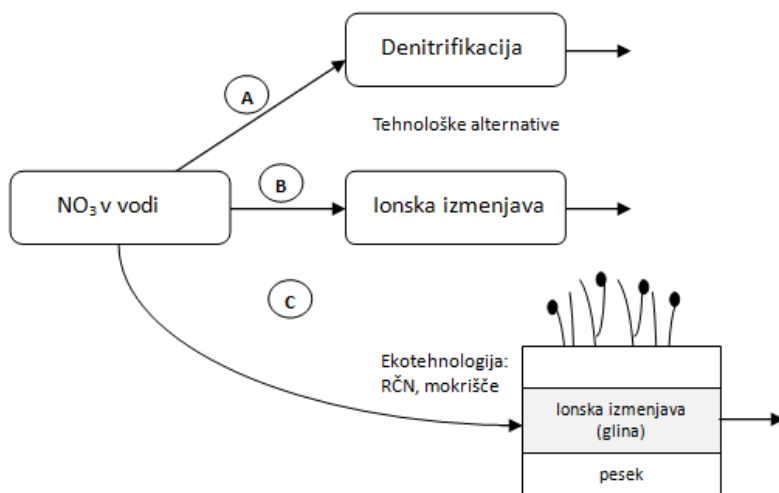 Denitrifikacija
A
Tehnološke alternative
NO₃ v vodi
B
Ionska izmenjava
C
Ekotehnologija:
RČN, mokrišče
Ionska izmenjava
(glina)
pesek